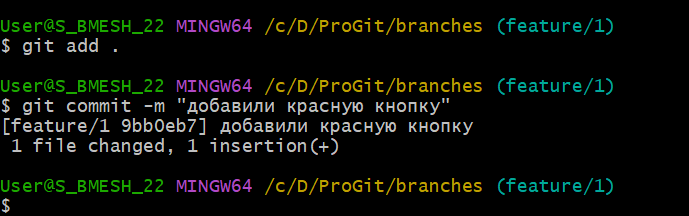 User@S_BMESH_22 MINGW64 /c/D/ProGit/branches (feature/1)
$ git add .
User@S_BMESH_22 MINGW64 /c/D/ProGit/branches (feature/1)
$ git commit -m "добавили красную кнопку"
[feature/1 9bb0eb7] добавили красную кнопку
 1 file changed, 1 insertion(+)
User@S_BMESH_22 MINGW64 /c/D/ProGit/branches (feature/1)
$